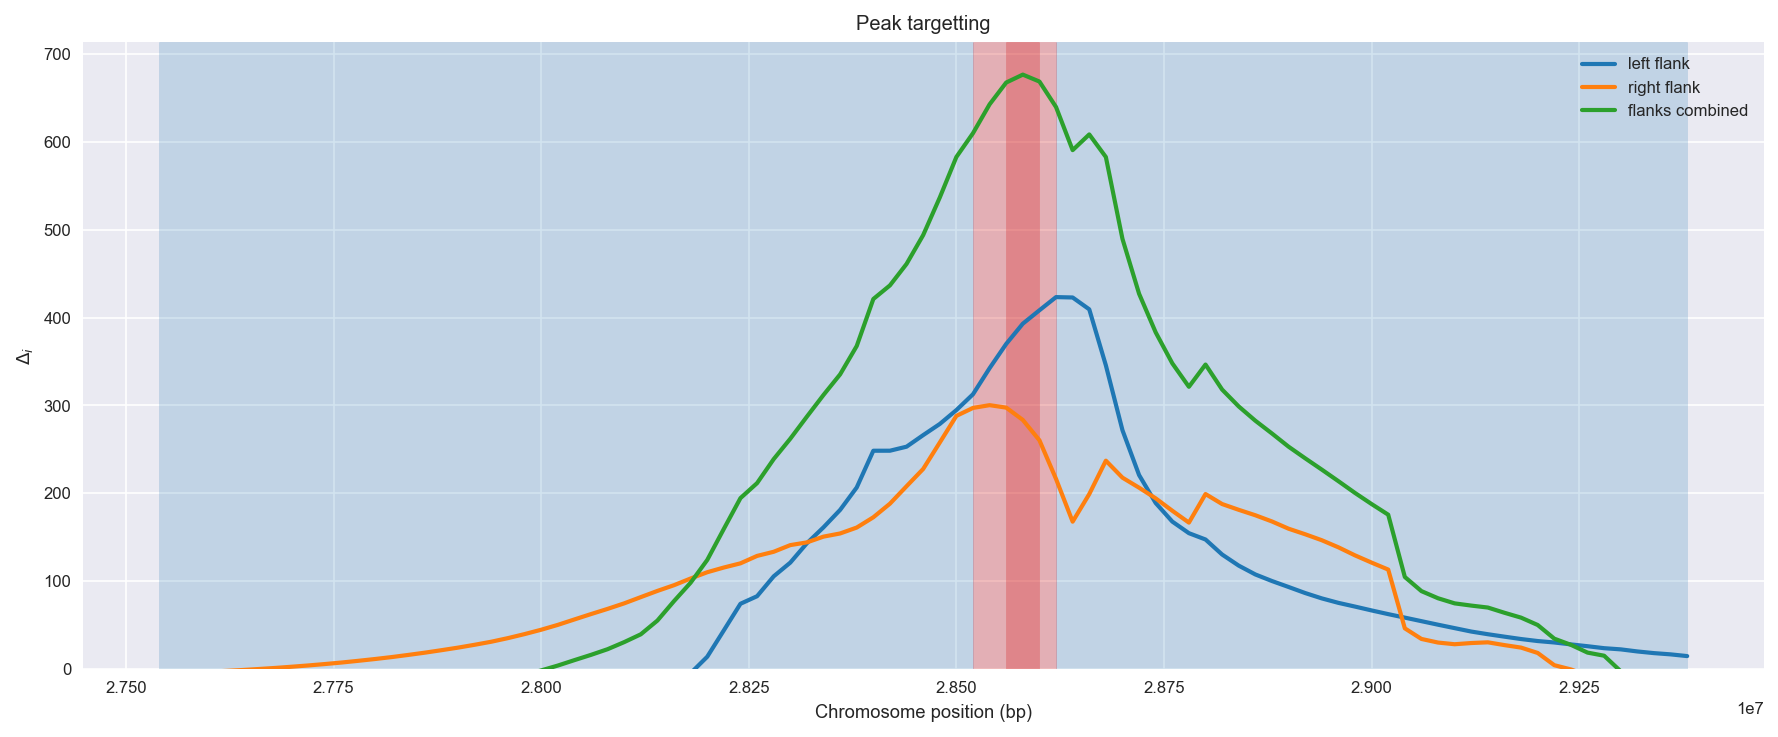 Peak targetting
700
600
500
400
300
200
100
0
Δi
left flank
right flank
flanks combined
2.750
2.775
2.800
2.825
2.850
2.875
2.900
2.925
1e7
Chromosome position (bp)